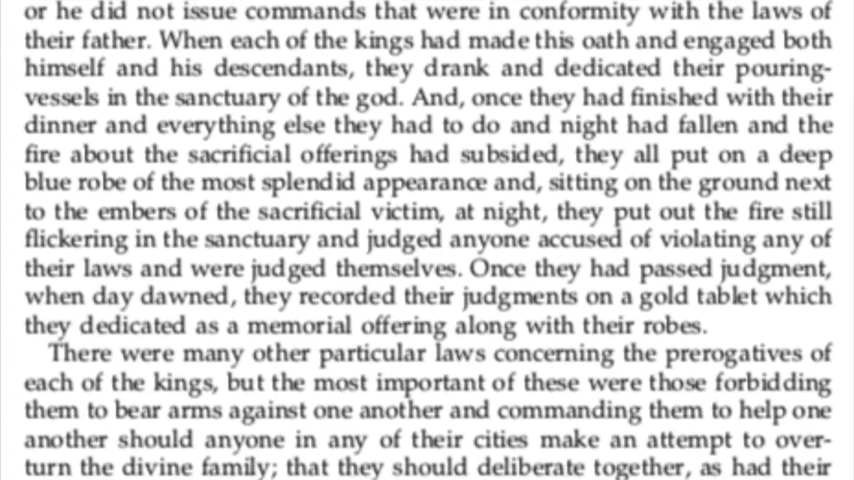 or he did not issue commands that were in conformity with the laws of
their father. When each of the kings had made this oath and engaged both
himself and his descendants, they drank and dedicated their pouring-
vessels in the sanctuary of the god. And, once they had finished with their
dinner and everything else they had to do and night had fallen and the
fire about the sacrificial offerings had subsided, they all put on a deep
blue robe of the most splendid appearance and, sitting on the ground next
to the embers of the sacrificial victim, at night, they put out the fire still
flickering in the sanctuary and judged anyone accused of violating any of
their laws and were judged themselves. Once they had passed judgment,
when day dawned, they recorded their judgments on a gold tablet which
they dedicated as a memorial offering along with their robes.
There were many other particular laws concerning the prerogatives of
each of the kings, but the most important of these were those forbidding
them to bear arms against one another and commanding them to help one
another should anyone in any of their cities make an attempt to over-
turn the divine family; that they should deliberate together, as had their